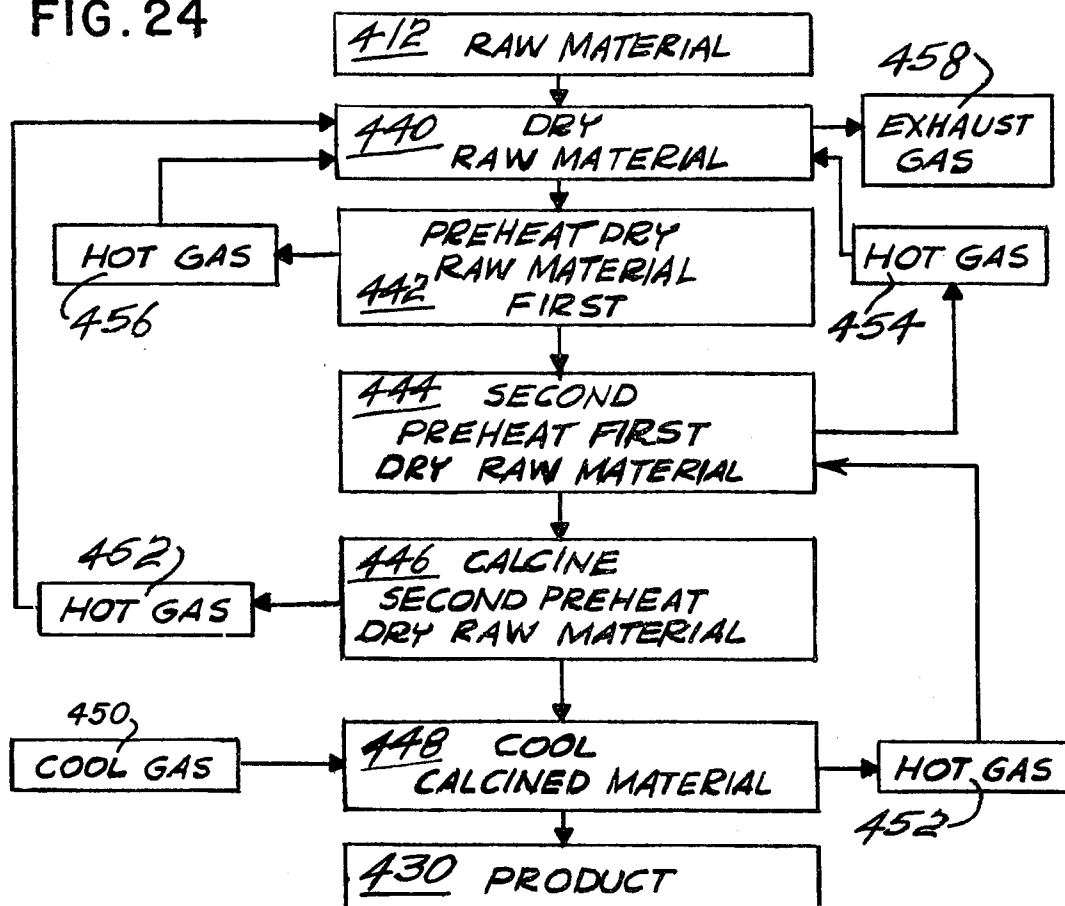 FIG. 24
412 RAW MATERIAL
458
440 DRY
RAW MATERIAL
EXHAUST
GAS
PREHEAT DRY
RAW MATERIAL
442 FIRST
HOT GAS
456
HOT GAS
454
444 SECOND
PREHEAT FIRST
DRY RAW MATERIAL
452
HOT GAS
446 CALCINE
SECOND PREHEAT
DRY RAW MATERIAL
450
COOL GAS
448 COOL
CALCINED MATERIAL
HOT GAS
452
430 PRODUCT